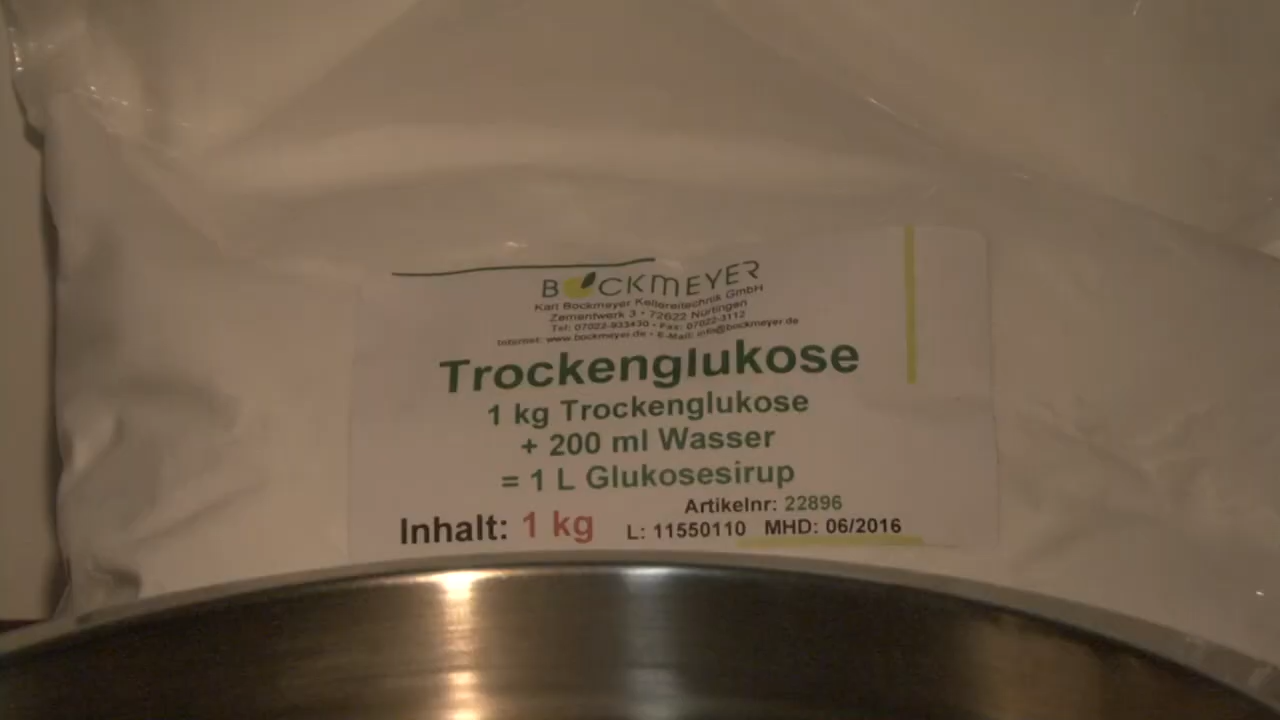 BOCKMEYER
Karl Bockmeyer Kellereitechnik GmbH
Zementwerk 3 • 72622 Nürtingen
Tel: 07022-933430 • Fax: 07022-3112
Internet: www.bockmeyer.de • E-Mail: info@bockmeyer.de
Trockenglukose
1 kg Trockenglukose
+ 200 ml Wasser
= 1 L Glukosesirup
Artikelnr: 22896
Inhalt: 1 kg L: 11550110 MHD: 06/2016